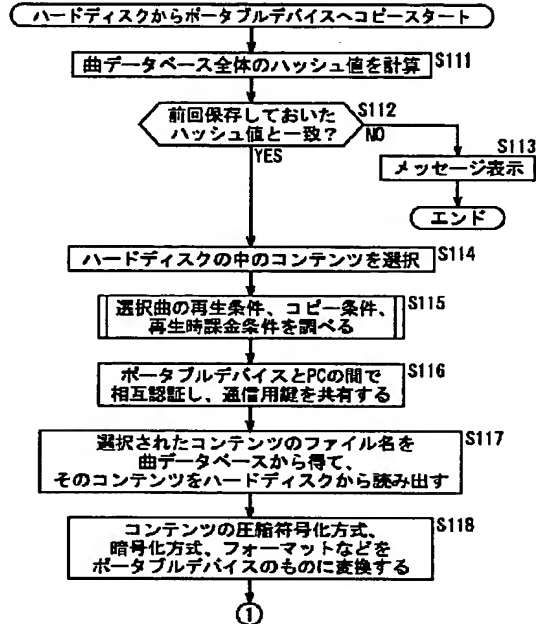 ハードディスクからポータブルデバイスへコピースタート
曲データベース全体のハッシュ値を計算
S111
前回保存しておいた
ハッシュ値と一致?
S112
NO
YES
S113
メッセージ表示
エンド
ハードディスクの中のコンテンツを選択
S114
選択曲の再生条件、コピー条件、
再生時課金条件を調べる
S115
ポータブルデバイスとPCの間で
相互認証し、通信用鍵を共有する
S116
選択されたコンテンツのファイル名を
曲データベースから得て、
そのコンテンツをハードディスクから読み出す
S117
コンテンツの圧縮符号化方式、
暗号化方式、フォーマットなどを
ポータブルデバイスのものに変換する
S118
①